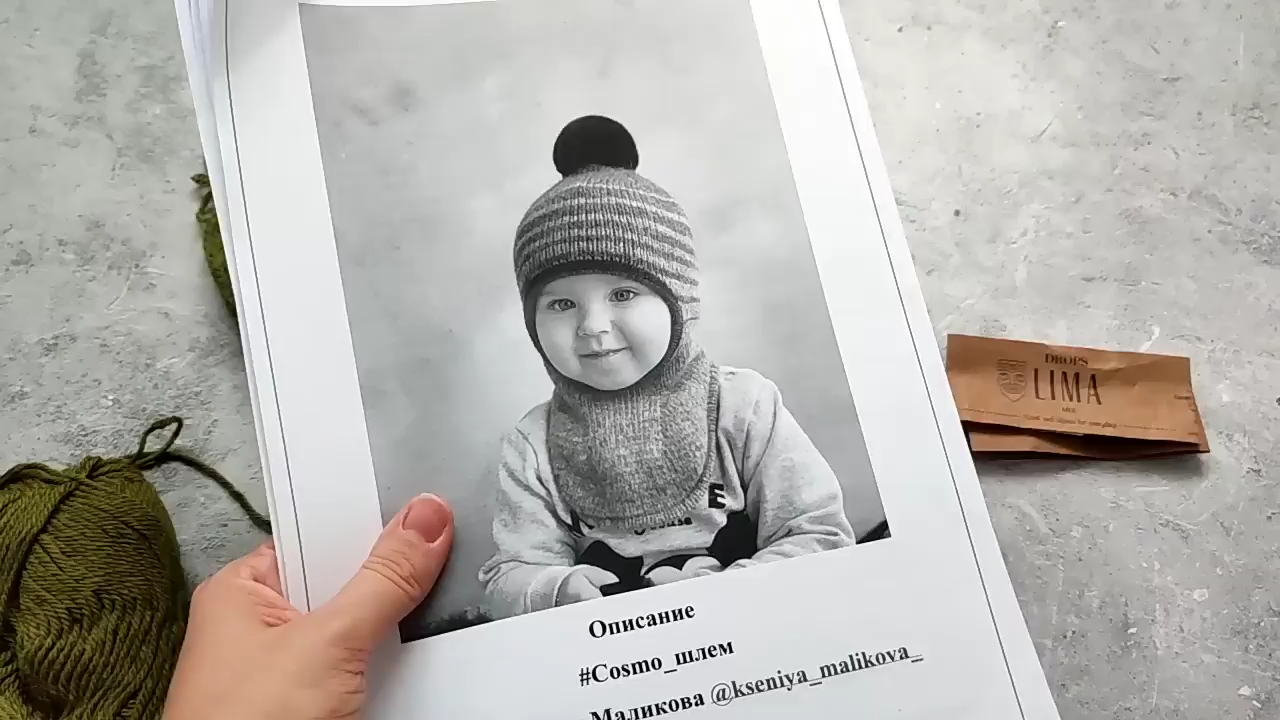 Описание
#Cosmo_шлем
Маликова @kseniya_malikova_
DROPS
LIMA
E